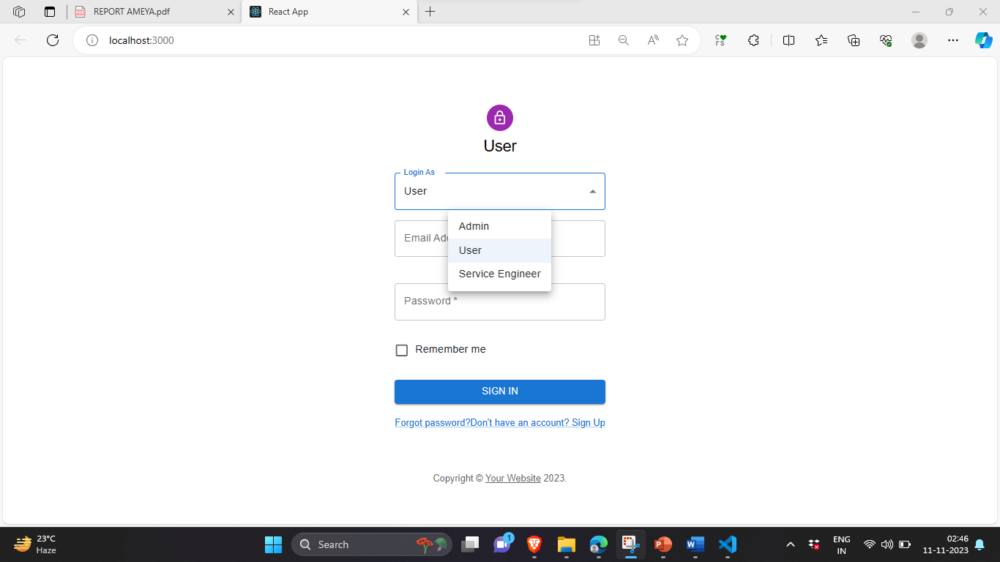 REPORT AMEYA.pdf
React App
localhost:3000
User
Login As
User
Admin
Email Add
User
Service Engineer
Password *
Remember me
SIGN IN
Forgot password?Don't have an account? Sign Up
Copyright © Your Website 2023.
23°C
Haze
Search
1
ENG
IN
02:46
11-11-2023